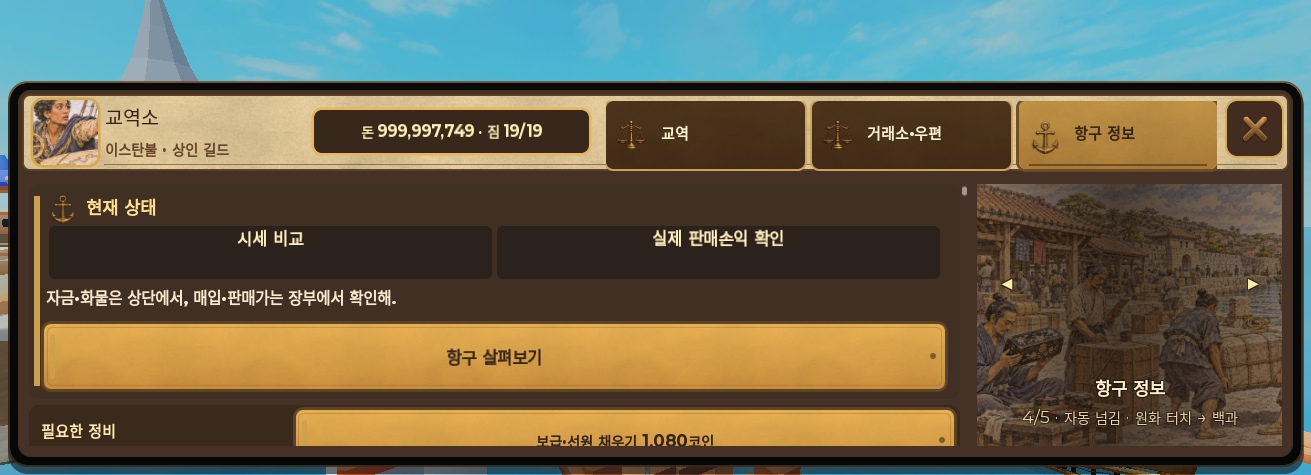 교역소
이스탄불 · 상인 길드
돈 999,997,749 · 짐 19/19
교역
거래소•우편
항구 정보
현재 상태
시세 비교
실제 판매손익 확인
자금•화물은 상단에서, 매입•판매가는 장부에서 확인해.
항구 살펴보기
필요한 정비
보급•선원 채우기 1,080코인
항구 정보
4/5 · 자동 넘김 · 원화 터치 → 백과